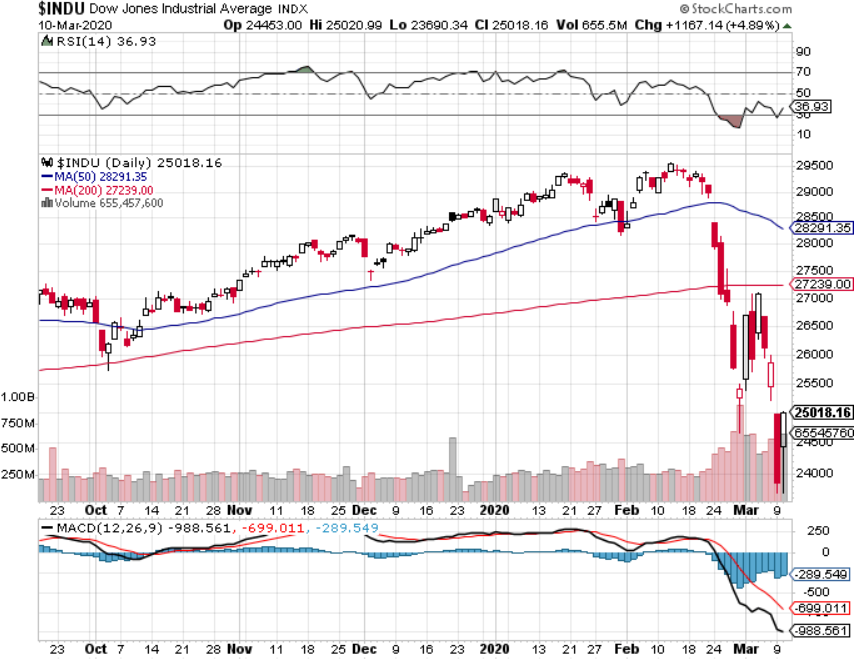 $INDU Dow Jones Industrial Average INDX
© StockCharts.com
10-Mar-2020
Op 24453.00 Hi 25020.99 Lo 23690.34 Cl 25018.16 Vol 655.5M Chg +1167.14 (+4.89%)
RSI(14) 36.93
90
70
50
36.93
30
10
$INDU (Daily) 25018.16
MA(50) 28291.35
MA(200) 27239.00
Volume 655,457,600
29500
29000
28500
28291.35
28000
27500
27239.00
27000
26500
26000
25500
25018.16
65545760
24500
24000
1.00B
750M
500M
250M
23 Oct 7 14 21 28 Nov 11 18 25 Dec 9 16 23 2020 13 21 27 Feb 10 18 24 Mar 9
MACD(12,26,9) -988.561, -699.011, -289.549
250
0
-289.549
-500
-699.011
-988.561
23 Oct 7 14 21 28 Nov 11 18 25 Dec 9 16 23 2020 13 21 27 Feb 10 18 24 Mar 9